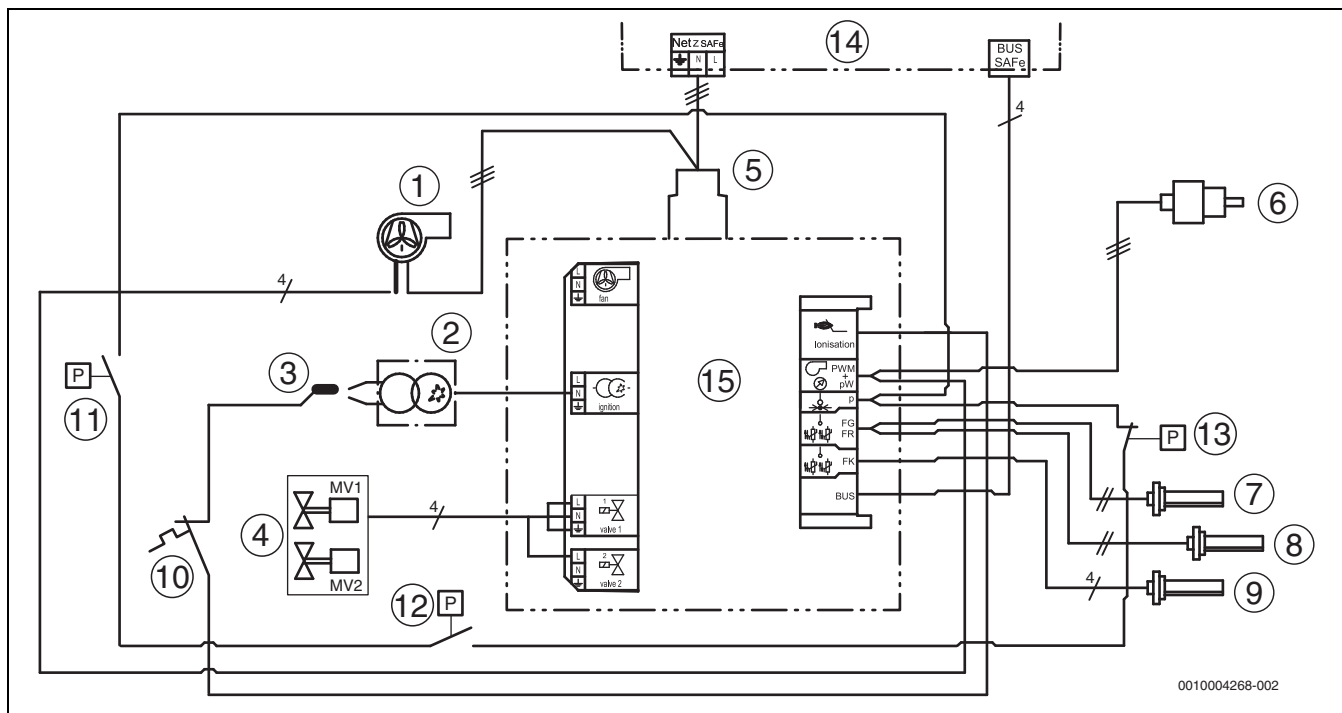 Netz SAFe
N L
14
BUS
SAFe
4
1
5
6
4
2
3
L
N
fan
L
N
ignition
15
Ionisation
PWM
+
pW
p
FG
FR
FK
BUS
P
11
P
13
7
8
4
9
MV1
4
MV2
4
L
N
1
valve 1
L
N
2
valve 2
10
12
P
0010004268-002